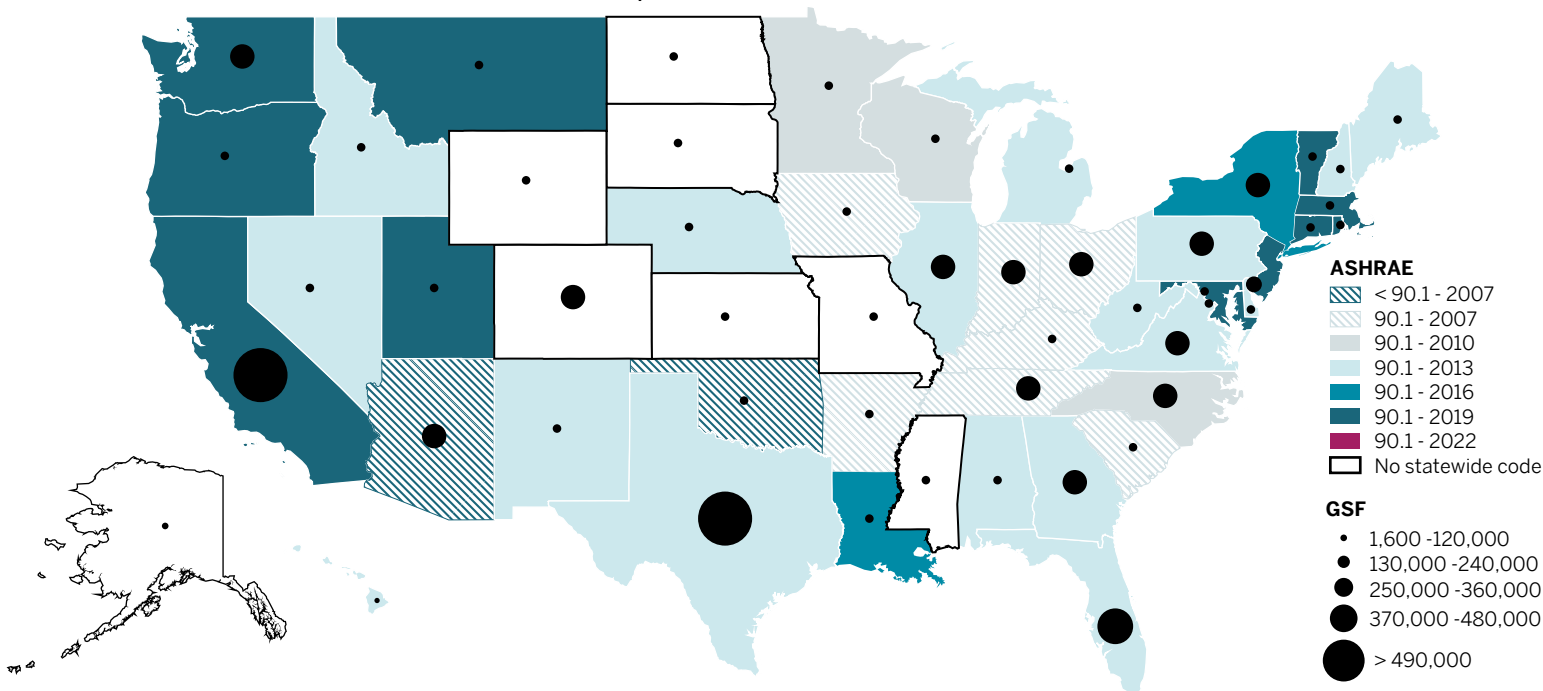 ASHRAE
< 90.1 - 2007
90.1 - 2007
90.1 - 2010
90.1 - 2013
90.1 - 2016
90.1 - 2019
90.1 - 2022
No statewide code
GSF
1,600 -120,000
130,000 -240,000
250,000 -360,000
370,000 -480,000
> 490,000